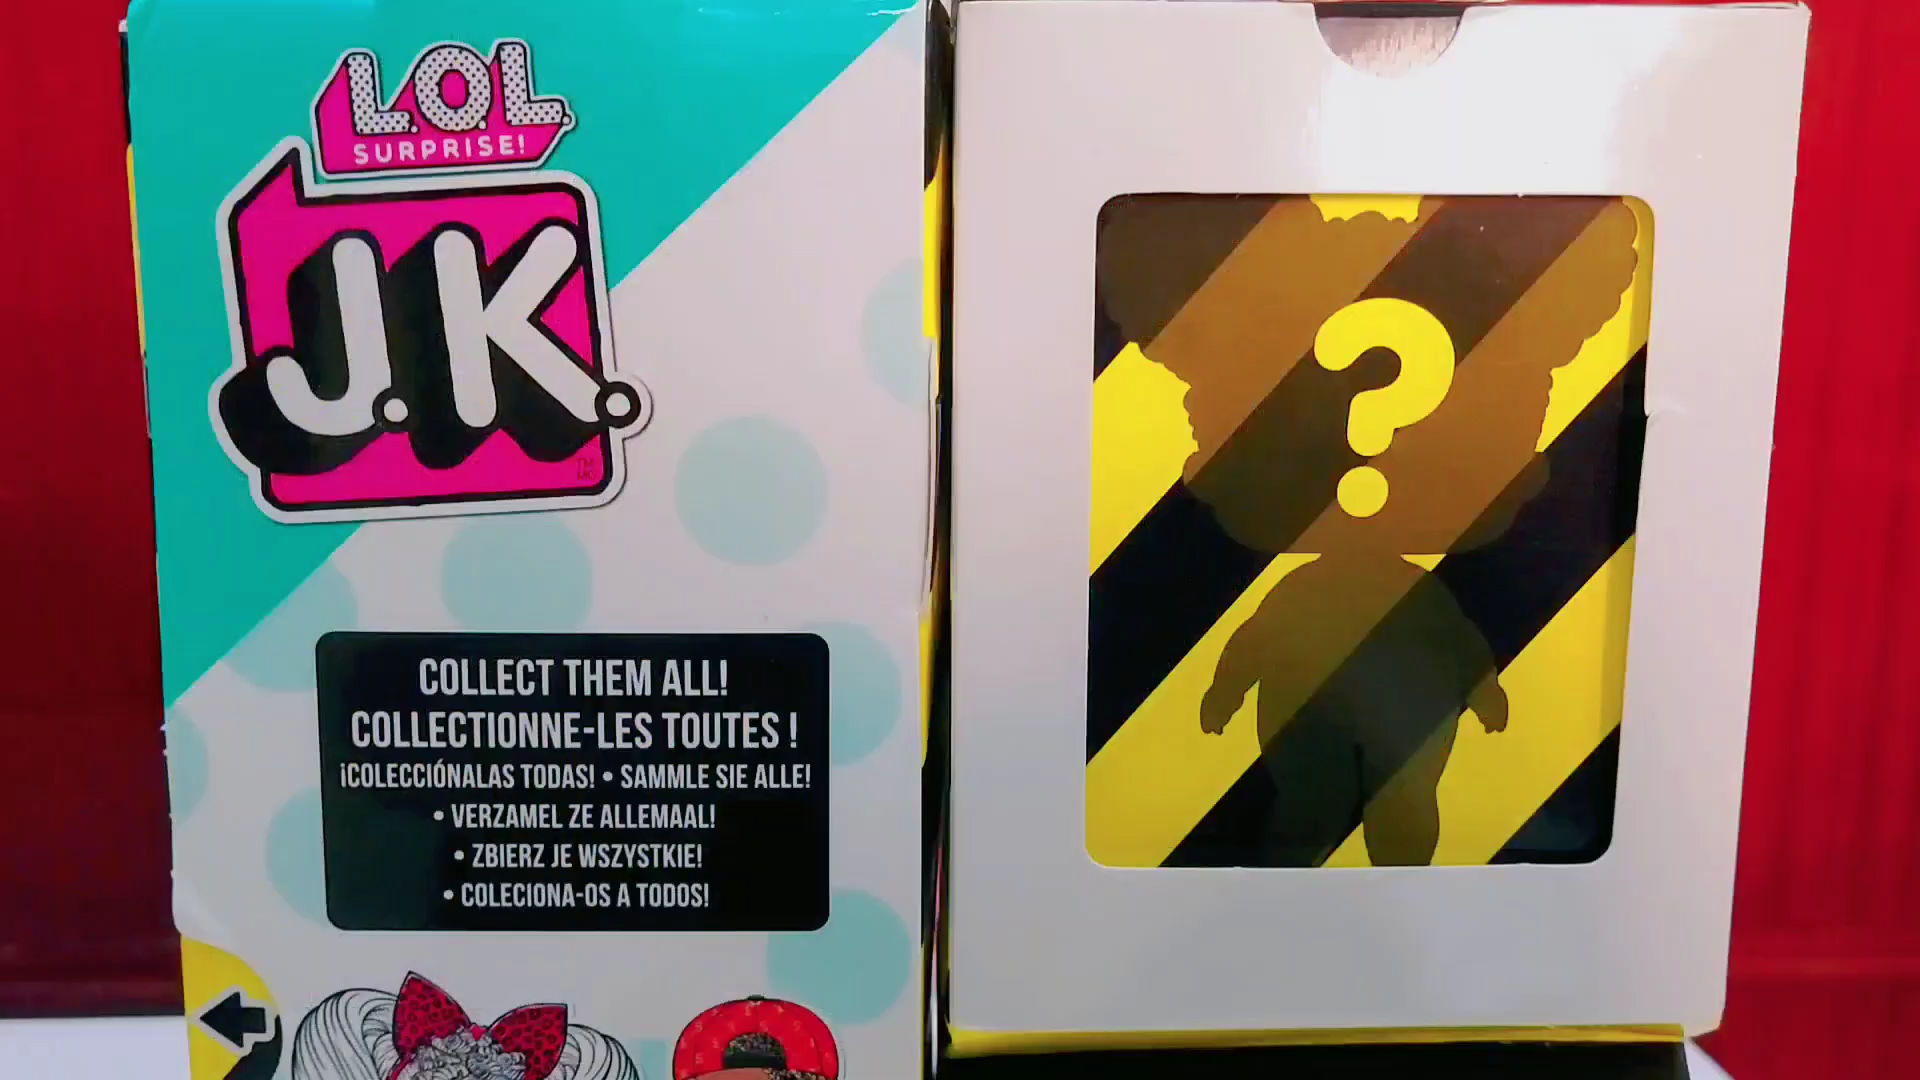 L.O.L.
SURPRISE!
J.K.
COLLECT THEM ALL!
COLLECTIONNE-LES TOUTES !
¡COLECCIÓNALAS TODAS! • SAMMLE SIE ALLE!
• VERZAMEL ZE ALLEMAAL!
• ZBIERZ JE WSZYSTKIE!
• COLECIONA-OS A TODOS!
?